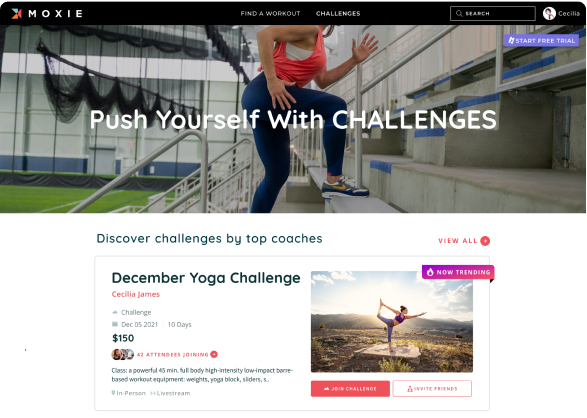 MOXIE
FIND A WORKOUT
CHALLENGES
SEARCH
Cecilia
START FREE TRIAL
Push Yourself With CHALLENGES
Discover challenges by top coaches
VIEW ALL
NOW TRENDING
December Yoga Challenge
Cecilia James
Challenge
Dec 05 2021 | 10 Days
$150
42 ATTENDEES JOINING
Class: a powerful 45 min. full body high-intensity low-impact barre-
based workout equipment: weights, yoga block, sliders, s..
In-Person
Livestream
JOIN CHALLENGE
INVITE FRIENDS